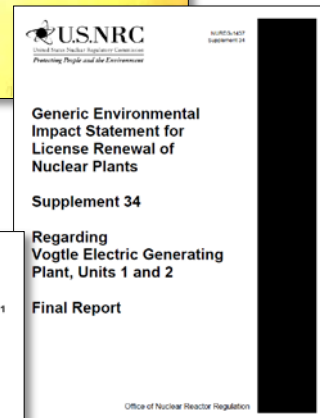 U.S.NRC
United States Nuclear Regulatory Commission
Protecting People and the Environment
NUREG-1437
Supplement 34
Generic Environmental
Impact Statement for
License Renewal of
Nuclear Plants
Supplement 34
Regarding
Vogtle Electric Generating
Plant, Units 1 and 2
Final Report
1
Office of Nuclear Reactor Regulation